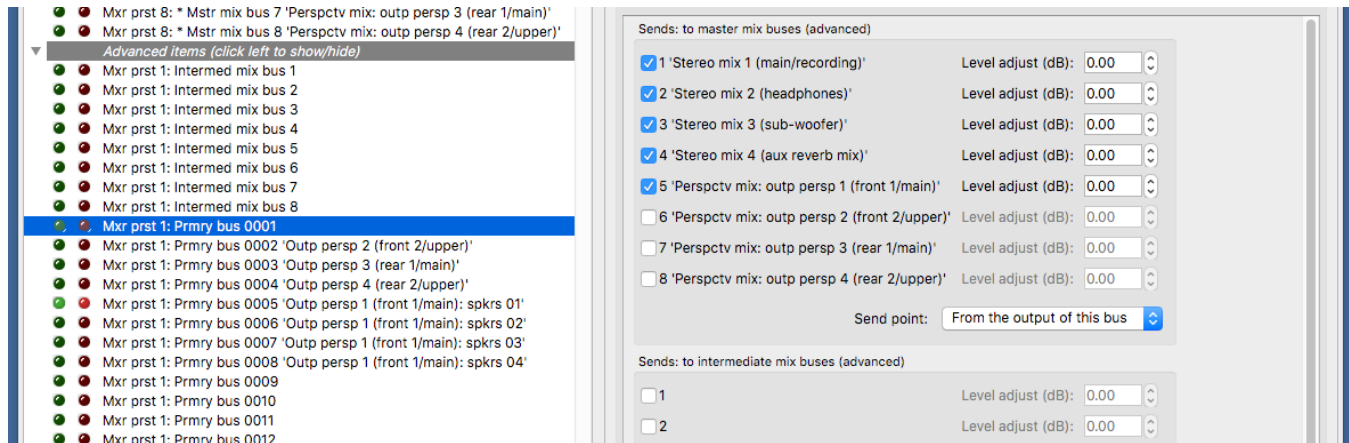 Mxr prst 8: * Mstr mix bus 7 'Perspctv mix: outp persp 3 (rear 1/main)'
Mxr prst 8: * Mstr mix bus 8 'Perspctv mix: outp persp 4 (rear 2/upper)'
Advanced items (click left to show/hide)
Mxr prst 1: Intermed mix bus 1
Mxr prst 1: Intermed mix bus 2
Mxr prst 1: Intermed mix bus 3
Mxr prst 1: Intermed mix bus 4
Mxr prst 1: Intermed mix bus 5
Mxr prst 1: Intermed mix bus 6
Mxr prst 1: Intermed mix bus 7
Mxr prst 1: Intermed mix bus 8
Mxr prst 1: Prmry bus 0001
Mxr prst 1: Prmry bus 0002 'Outp persp 2 (front 2/upper)'
Mxr prst 1: Prmry bus 0003 'Outp persp 3 (rear 1/main)'
Mxr prst 1: Prmry bus 0004 'Outp persp 4 (rear 2/upper)'
Mxr prst 1: Prmry bus 0005 'Outp persp 1 (front 1/main): spkrs 01'
Mxr prst 1: Prmry bus 0006 'Outp persp 1 (front 1/main): spkrs 02'
Mxr prst 1: Prmry bus 0007 'Outp persp 1 (front 1/main): spkrs 03'
Mxr prst 1: Prmry bus 0008 'Outp persp 1 (front 1/main): spkrs 04'
Mxr prst 1: Prmry bus 0009
Mxr prst 1: Prmry bus 0010
Mxr prst 1: Prmry bus 0011
Mxr prst 1: Prmry bus 0012
Sends: to master mix buses (advanced)
1 'Stereo mix 1 (main/recording)' Level adjust (dB): 0.00
2 'Stereo mix 2 (headphones)' Level adjust (dB): 0.00
3 'Stereo mix 3 (sub-woofer)' Level adjust (dB): 0.00
4 'Stereo mix 4 (aux reverb mix)' Level adjust (dB): 0.00
5 'Perspctv mix: outp persp 1 (front 1/main)' Level adjust (dB): 0.00
6 'Perspctv mix: outp persp 2 (front 2/upper)' Level adjust (dB): 0.00
7 'Perspctv mix: outp persp 3 (rear 1/main)' Level adjust (dB): 0.00
8 'Perspctv mix: outp persp 4 (rear 2/upper)' Level adjust (dB): 0.00
Send point: From the output of this bus
Sends: to intermediate mix buses (advanced)
1 Level adjust (dB): 0.00
2 Level adjust (dB): 0.00